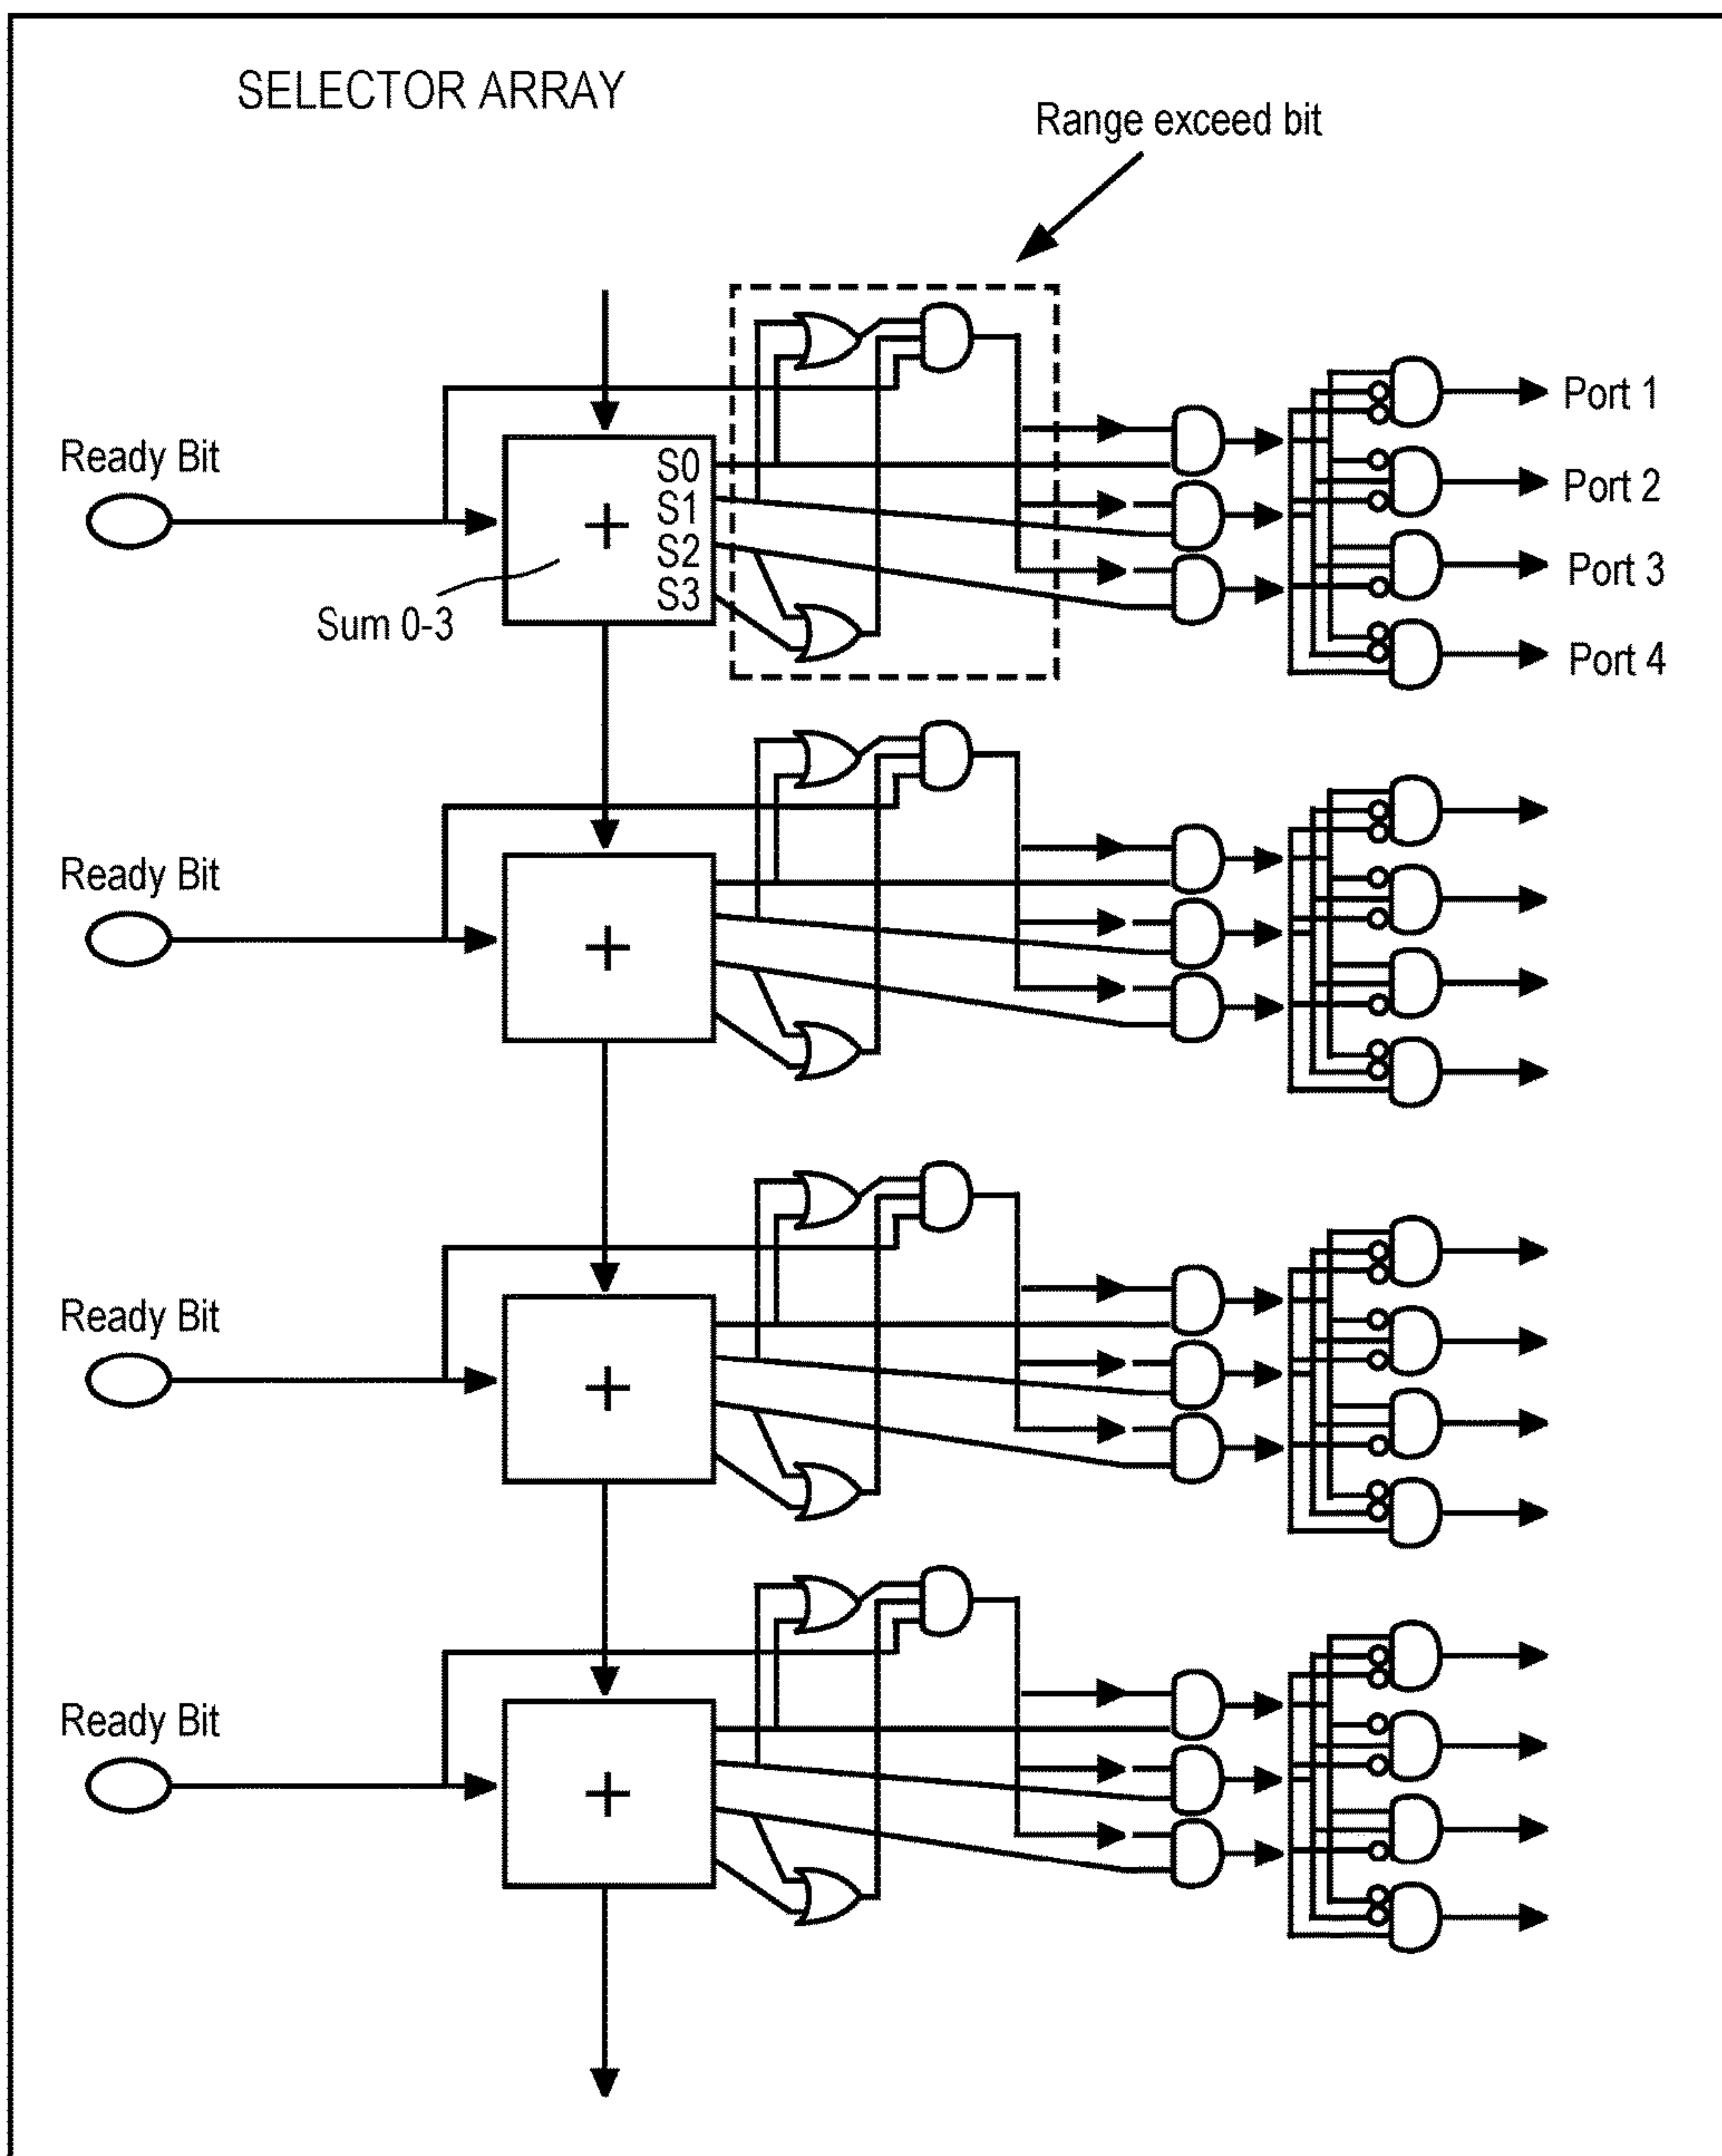 SELECTOR ARRAY
Range exceed bit
Port 1
Ready Bit
S0
Port 2
S1
+
S2
Port 3
S3
Sum 0-3
Port 4
Ready Bit
+
Ready Bit
+
Ready Bit
+